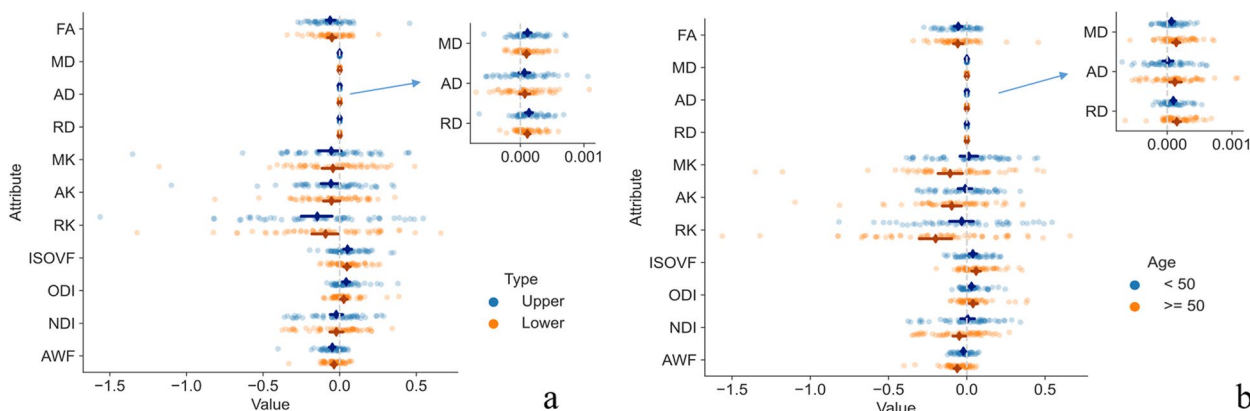 FA
MD
AD
RD
MK
AK
RK
ISOVF
ODI
NDI
AWF
Attribute
−1.5 −1.0 −0.5 0.0 0.5
Value
MD
AD
RD
0.000 0.001
Type
Upper
Lower
a
FA
MD
AD
RD
MK
AK
RK
ISOVF
ODI
NDI
AWF
Attribute
−1.5 −1.0 −0.5 0.0 0.5
Value
MD
AD
RD
0.000 0.001
Age
< 50
>= 50
b